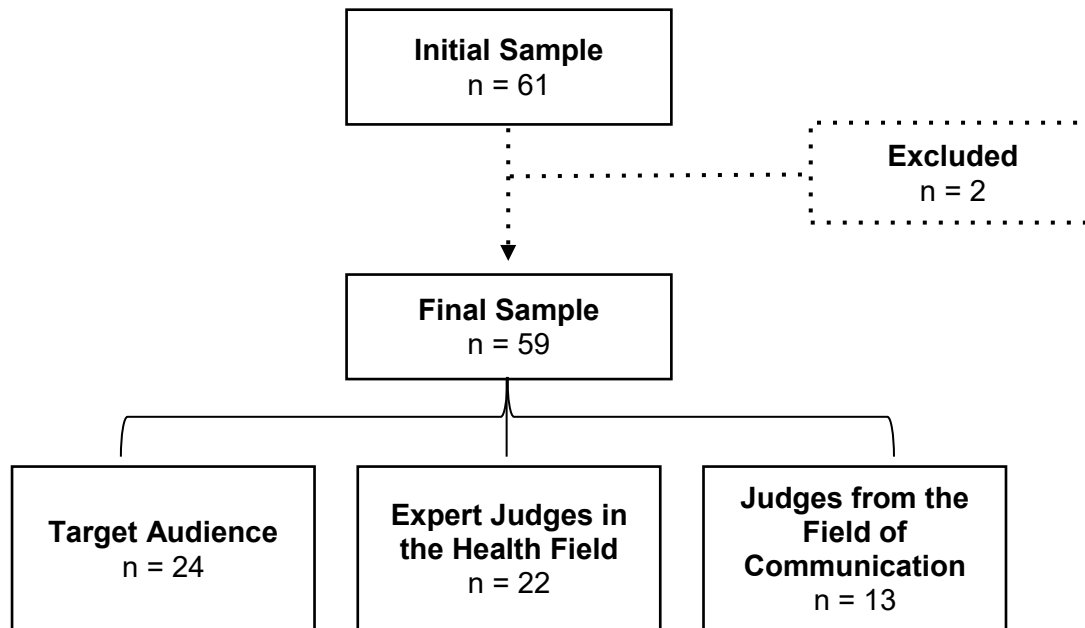 Initial Sample
n = 61
Excluded
n = 2
Final Sample
n = 59
Target Audience
n = 24
Expert Judges in
the Health Field
n = 22
Judges from the
Field of
Communication
n = 13